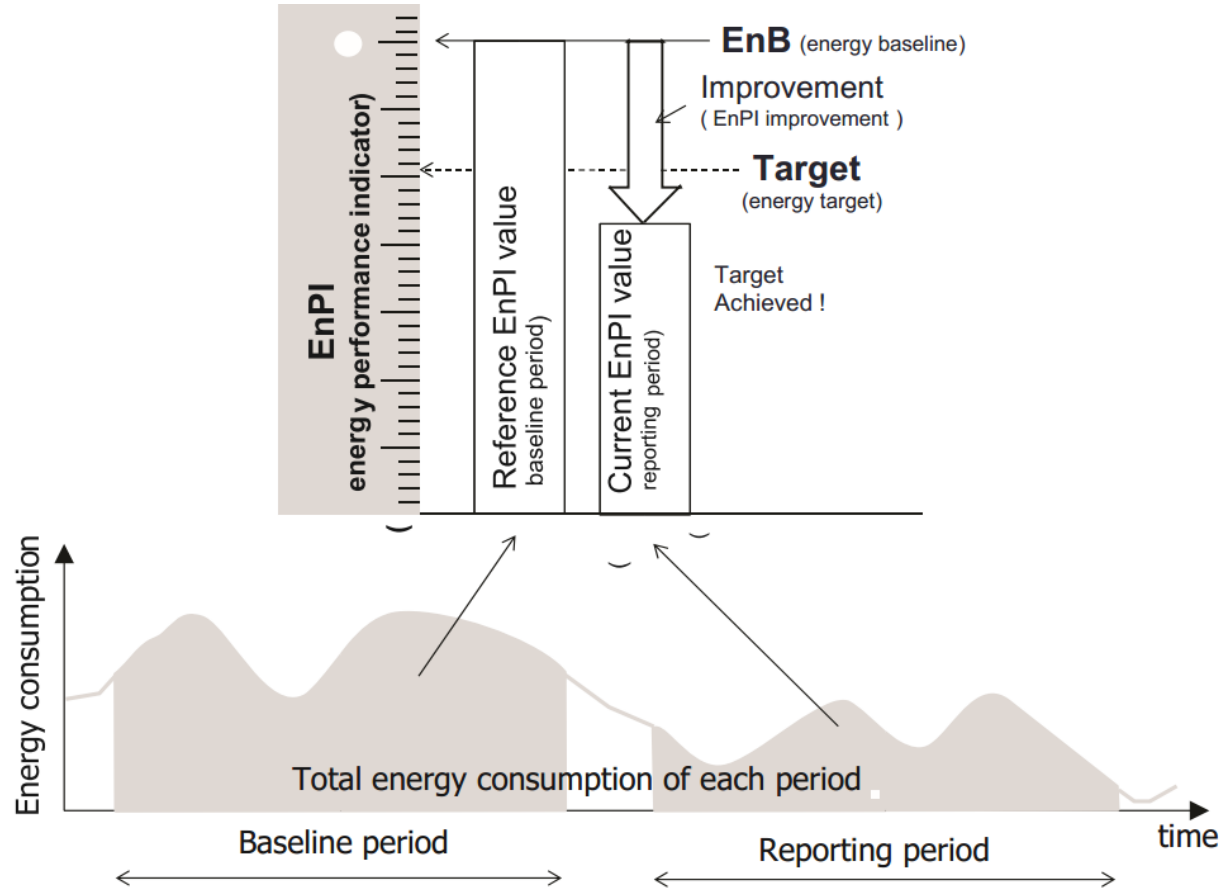 EnB (energy baseline)
Improvement
( EnPI improvement )
Target
(energy target)
Target
Achieved !
EnPI
energy performance indicator)
Reference EnPI value
baseline period)
Current EnPI value
reporting period)
(
(
)
Energy consumption
Total energy consumption of each period
time
Baseline period
Reporting period